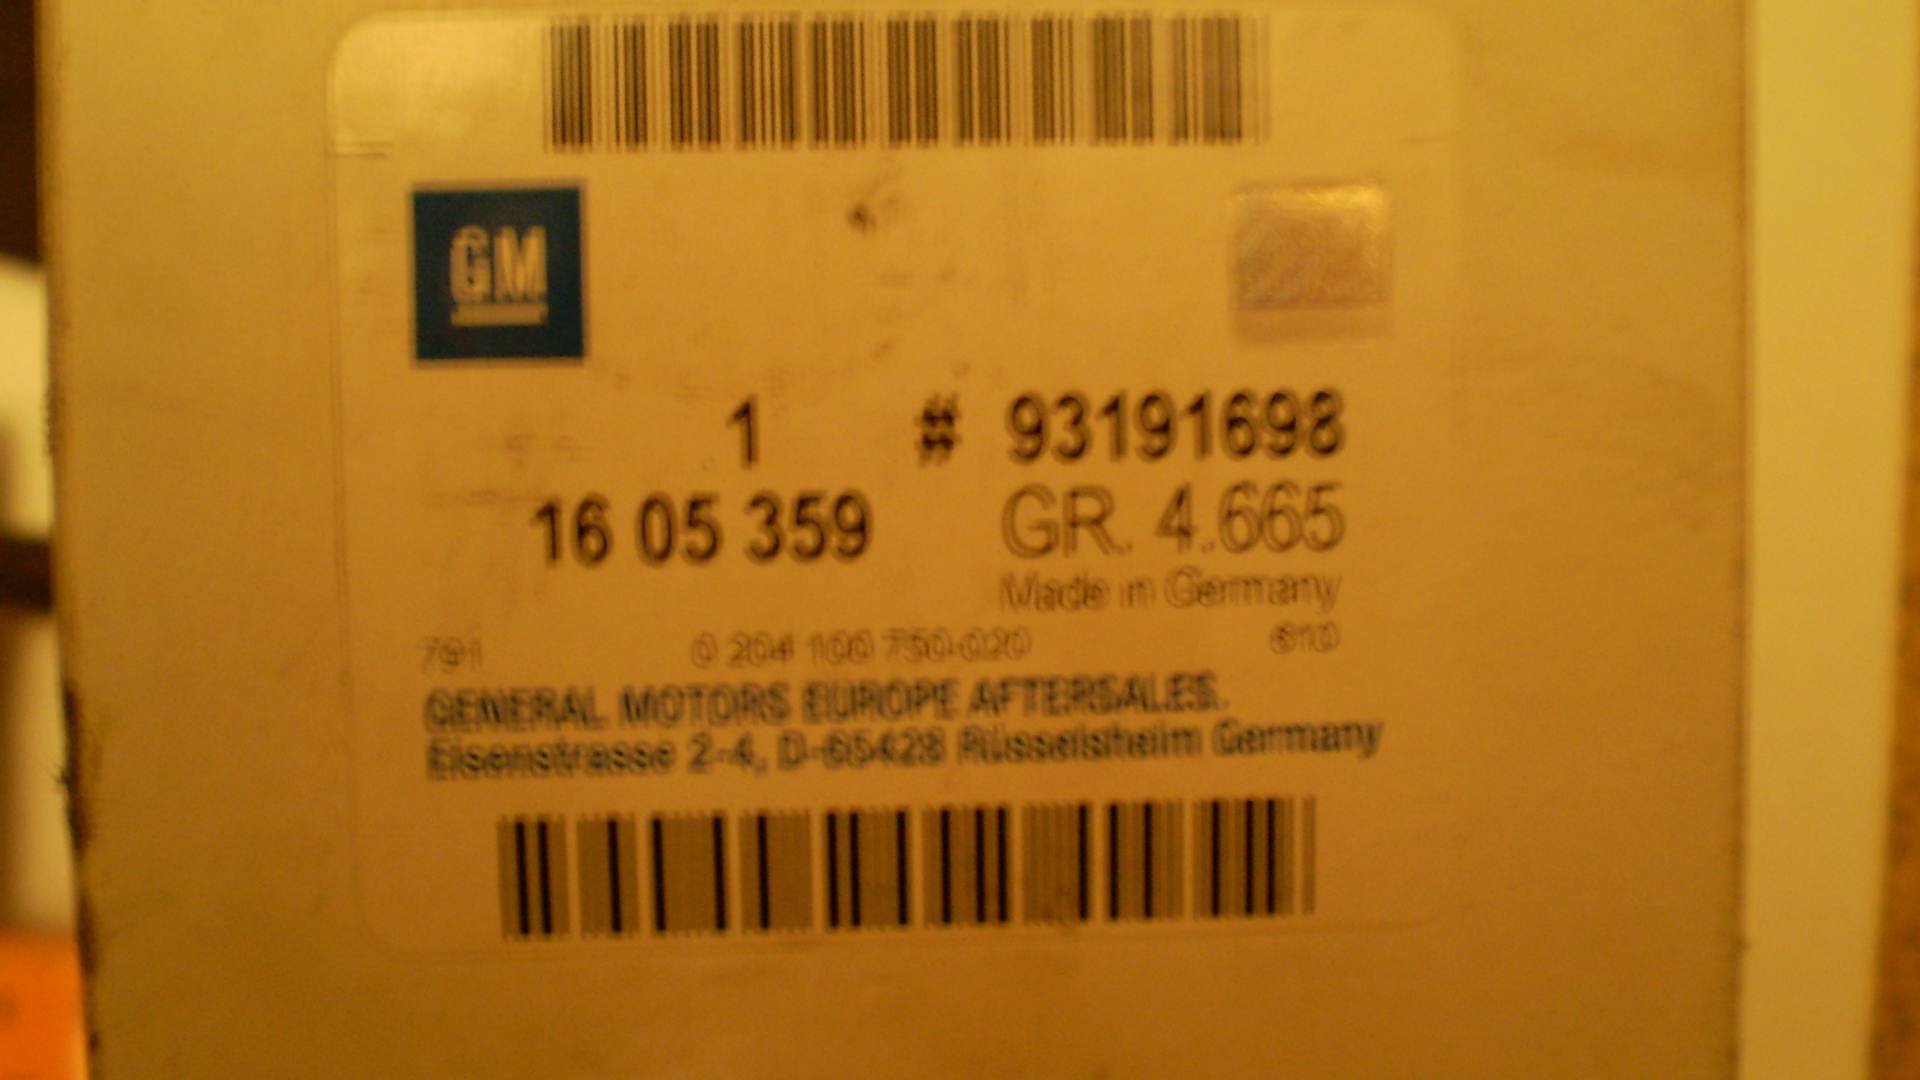 GM
1 # 93191698
16 05 359 GR. 4.665
Made in Germany
791 0 204 100 750-020 610
GENERAL MOTORS EUROPE AFTERSALES.
Eisenstrasse 2-4, D-65428 Rüsselsheim Germany